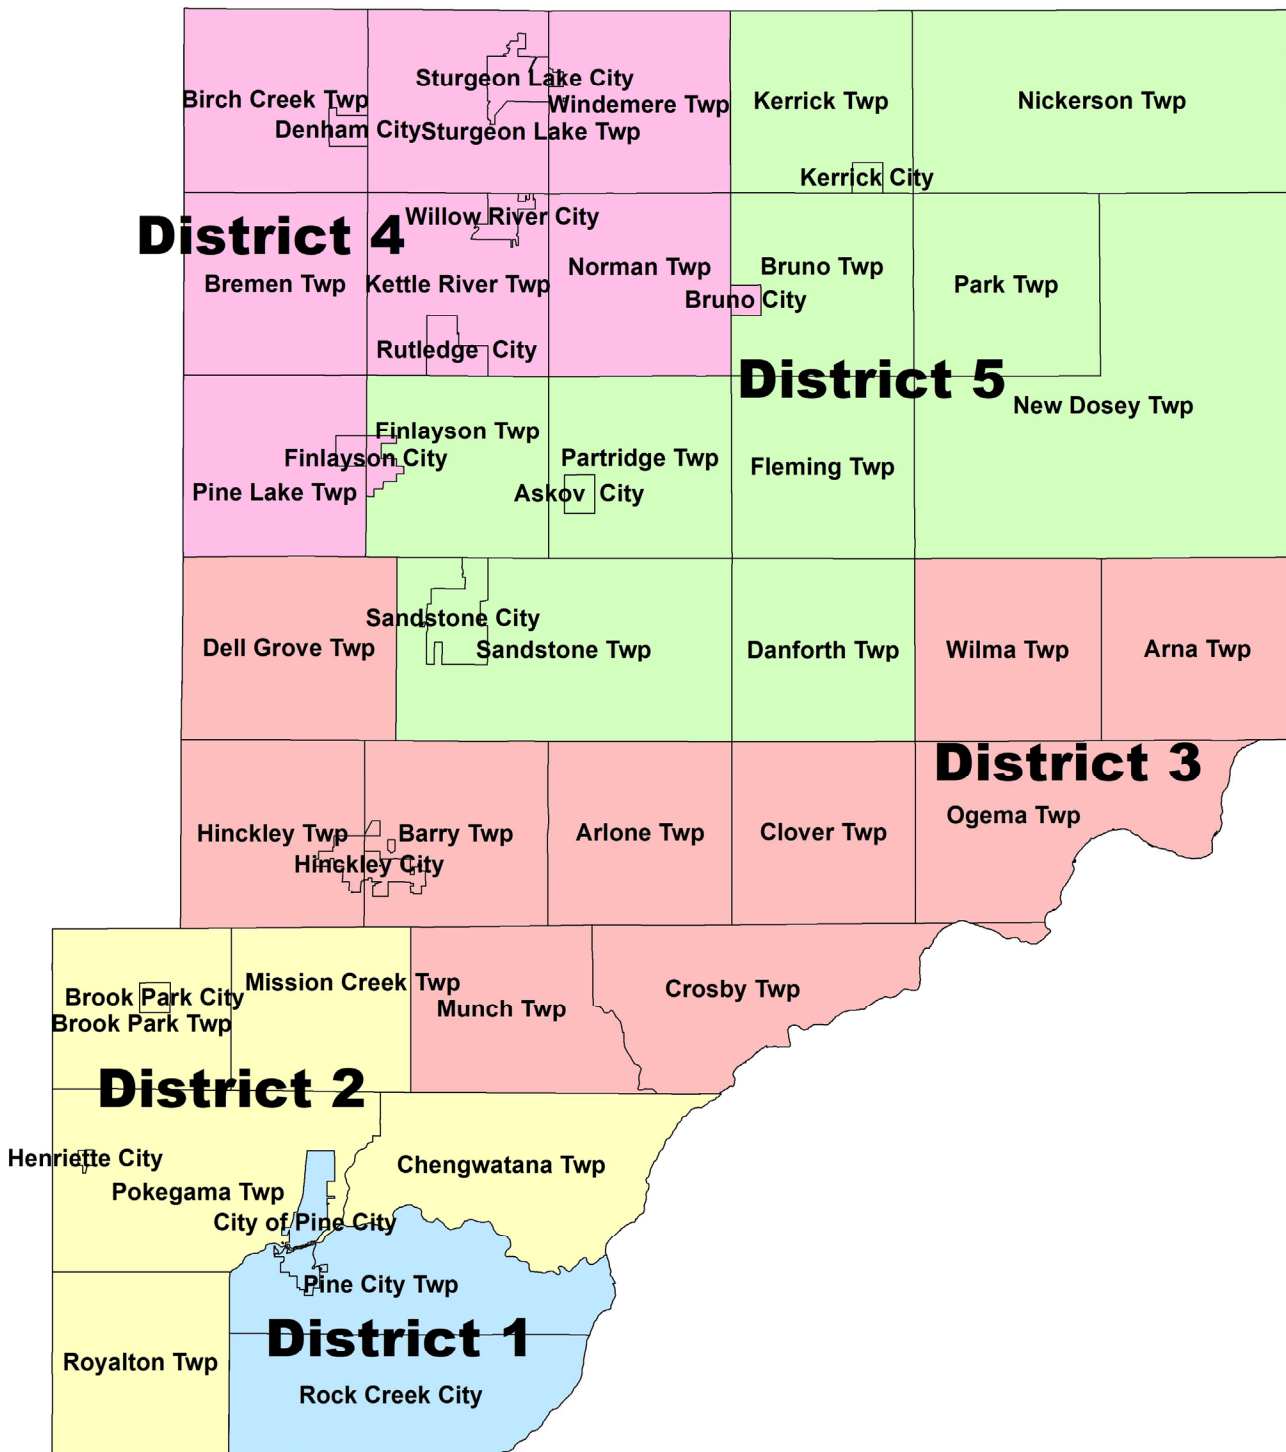 Sturgeon Lake City
Birch Creek Twp
Windemere Twp
Kerrick Twp
Nickerson Twp
Denham City
Sturgeon Lake Twp
Kerrick City
Willow River City
District 4
Norman Twp
Bruno Twp
Bremen Twp
Kettle River Twp
Park Twp
Bruno City
Rutledge City
District 5
New Dosey Twp
Finlayson Twp
Finlayson City
Partridge Twp
Fleming Twp
Pine Lake Twp
Askov City
Sandstone City
Dell Grove Twp
Sandstone Twp
Danforth Twp
Wilma Twp
Arna Twp
District 3
Ogema Twp
Hinckley Twp
Barry Twp
Arlone Twp
Clover Twp
Hinckley City
Mission Creek Twp
Crosby Twp
Brook Park City
Munch Twp
Brook Park Twp
District 2
Henriette City
Chengwatana Twp
Pokegama Twp
City of Pine City
Pine City Twp
District 1
Royalton Twp
Rock Creek City